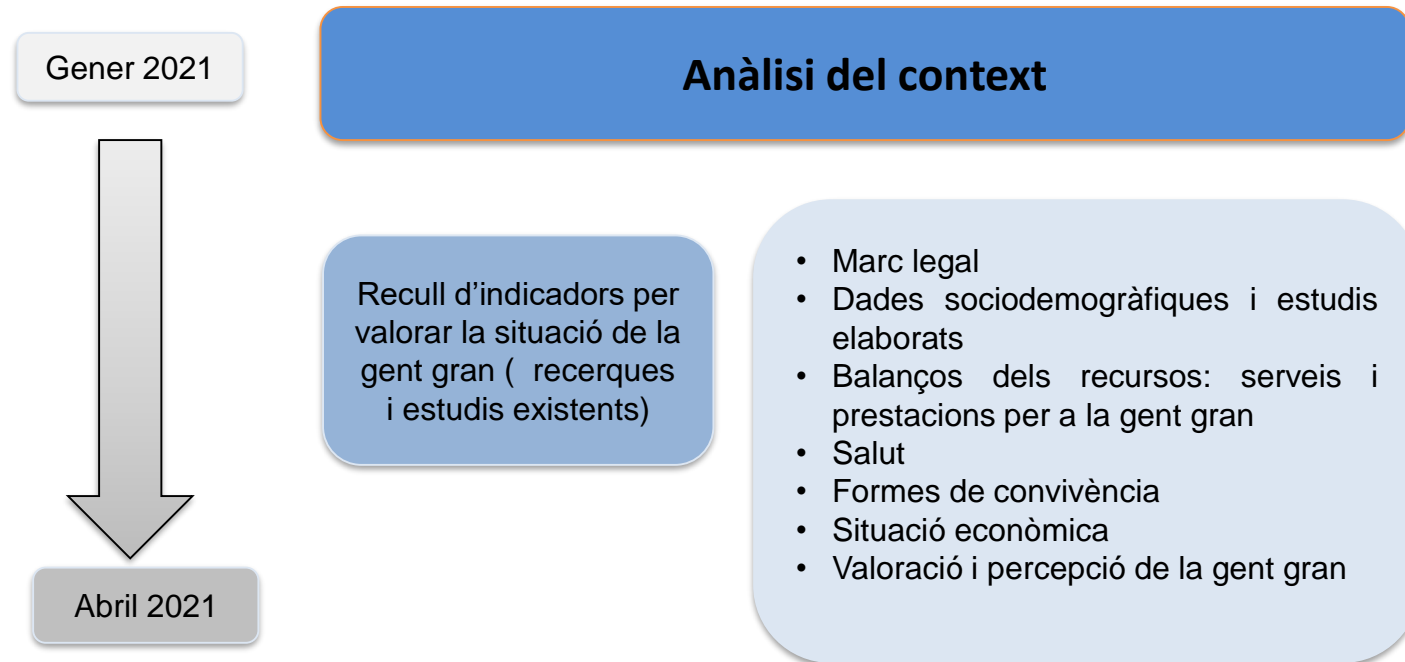 Gener 2021
Anàlisi del context
Recull d’indicadors per
valorar la situació de la
gent gran ( recerques
i estudis existents)
• Marc legal
• Dades sociodemogràfiques i estudis
elaborats
• Balanços dels recursos: serveis i
prestacions per a la gent gran
• Salut
• Formes de convivència
• Situació econòmica
• Valoració i percepció de la gent gran
Abril 2021